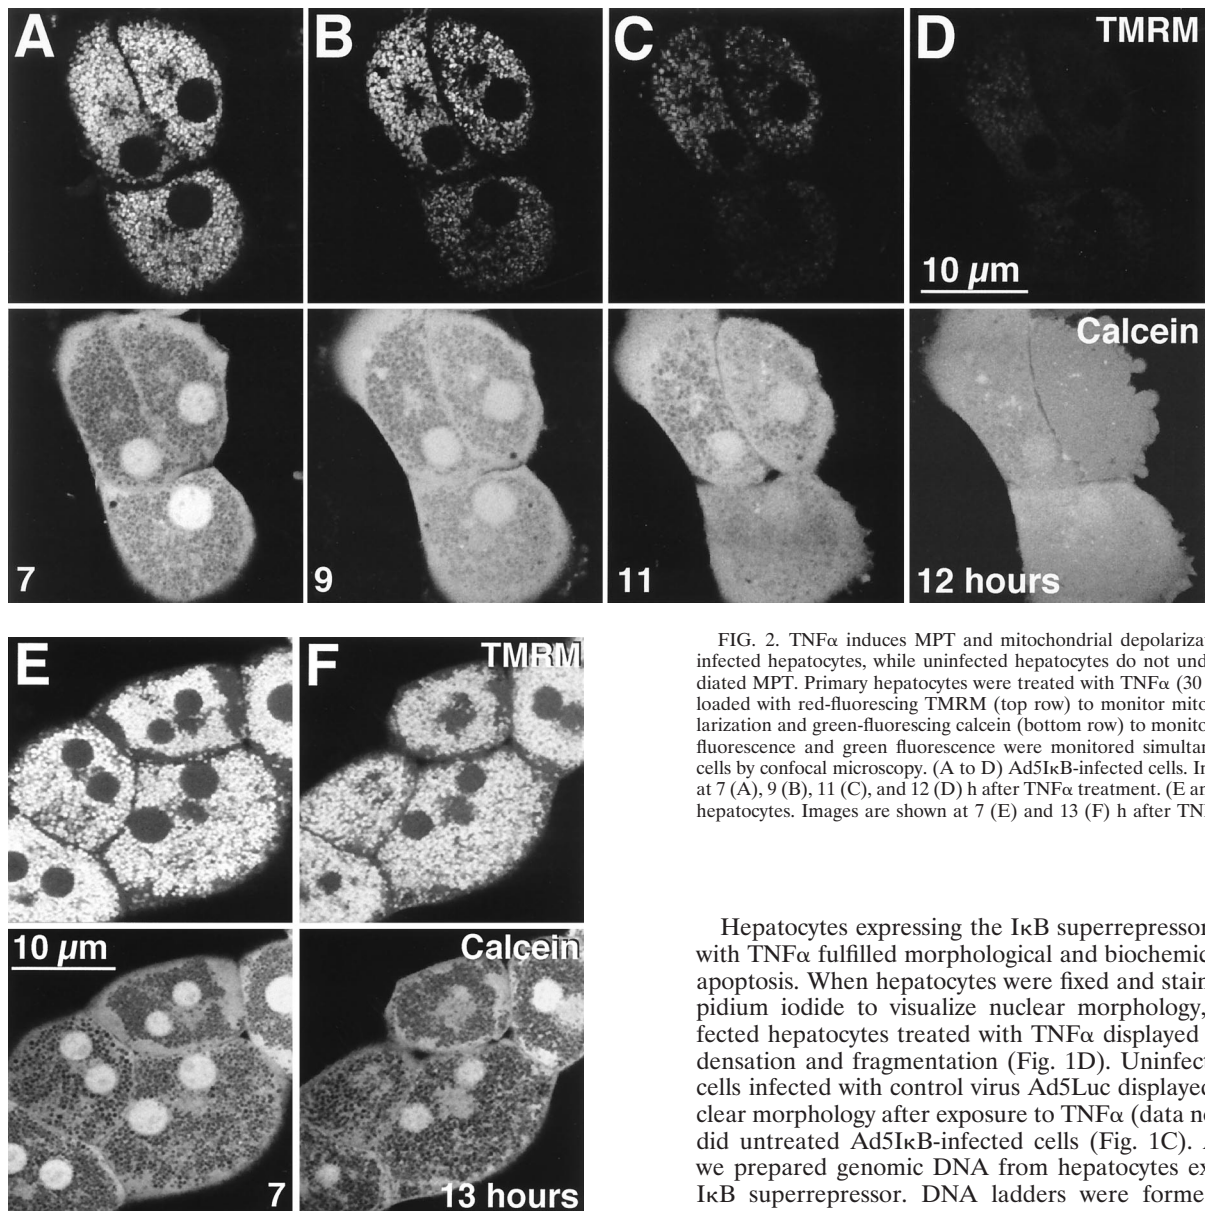 A B C D TMRM
10 µm
Calcein
7 9 11 12 hours
E F TMRM
10 µm Calcein
7 13 hours
FIG. 2. TNFα induces MPT and mitochondrial depolariza
infected hepatocytes, while uninfected hepatocytes do not und
diated MPT. Primary hepatocytes were treated with TNFα (30
loaded with red-fluorescing TMRM (top row) to monitor mito
larization and green-fluorescing calcein (bottom row) to monito
fluorescence and green fluorescence were monitored simultan
cells by confocal microscopy. (A to D) Ad5IκB-infected cells. I
at 7 (A), 9 (B), 11 (C), and 12 (D) h after TNFα treatment. (E an
hepatocytes. Images are shown at 7 (E) and 13 (F) h after TN
Hepatocytes expressing the IκB superrepressor
with TNFα fulfilled morphological and biochemic
apoptosis. When hepatocytes were fixed and stain
pidium iodide to visualize nuclear morphology,
fected hepatocytes treated with TNFα displayed
densation and fragmentation (Fig. 1D). Uninfect
cells infected with control virus Ad5Luc displayed
clear morphology after exposure to TNFα (data no
did untreated Ad5IκB-infected cells (Fig. 1C).
we prepared genomic DNA from hepatocytes ex
IκB superrepressor. DNA ladders were forme